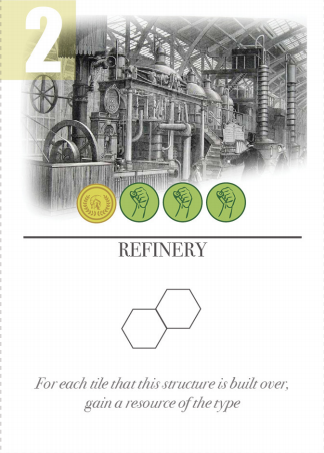 2
REFINERY
For each tile that this structure is built over,
gain a resource of the type